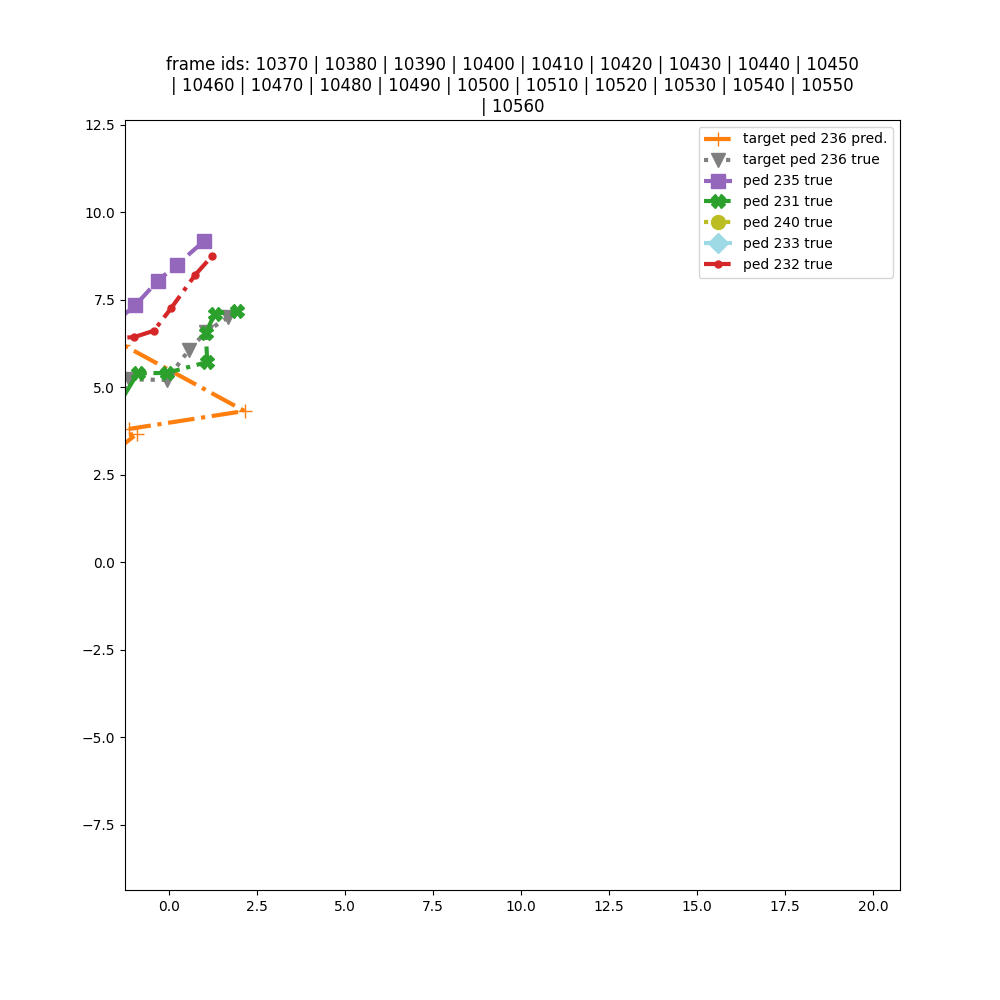 frame ids: 10370 | 10380 | 10390 | 10400 | 10410 | 10420 | 10430 | 10440 | 10450
| 10460 | 10470 | 10480 | 10490 | 10500 | 10510 | 10520 | 10530 | 10540 | 10550
| 10560
target ped 236 pred.
target ped 236 true
ped 235 true
ped 231 true
ped 240 true
ped 233 true
ped 232 true
12.5
10.0
7.5
5.0
2.5
0.0
−2.5
−5.0
−7.5
0.0 2.5 5.0 7.5 10.0 12.5 15.0 17.5 20.0